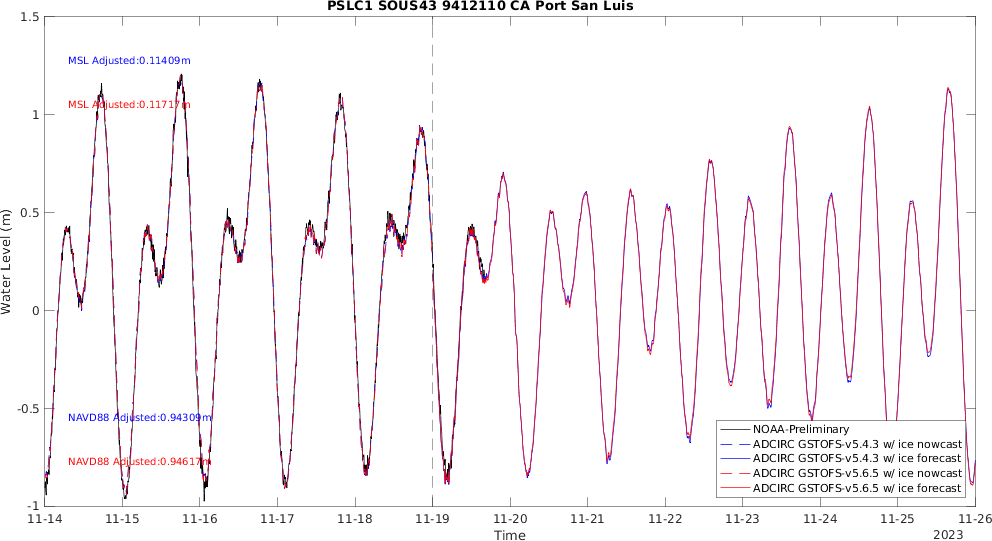 PSLC1 SOUS43 9412110 CA Port San Luis
1.5
MSL Adjusted:0.11409m
MSL Adjusted:0.11717m
1
0.5
Water Level (m)
0
-0.5
NAVD88 Adjusted:0.94309m
NAVD88 Adjusted:0.94617m
NOAA-Preliminary
ADCIRC GSTOFS-v5.4.3 w/ ice nowcast
ADCIRC GSTOFS-v5.4.3 w/ ice forecast
ADCIRC GSTOFS-v5.6.5 w/ ice nowcast
ADCIRC GSTOFS-v5.6.5 w/ ice forecast
-1
11-14 11-15 11-16 11-17 11-18 11-19 11-20 11-21 11-22 11-23 11-24 11-25 11-26
Time
2023